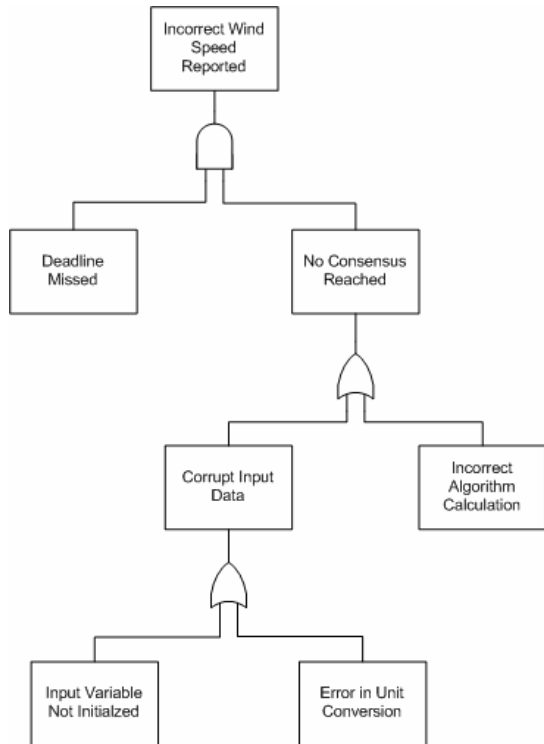 Incorrect Wind
Speed
Reported
Deadline
Missed
No Consensus
Reached
Corrupt Input
Data
Incorrect
Algorithm
Calculation
Input Variable
Not Initialzed
Error in Unit
Conversion